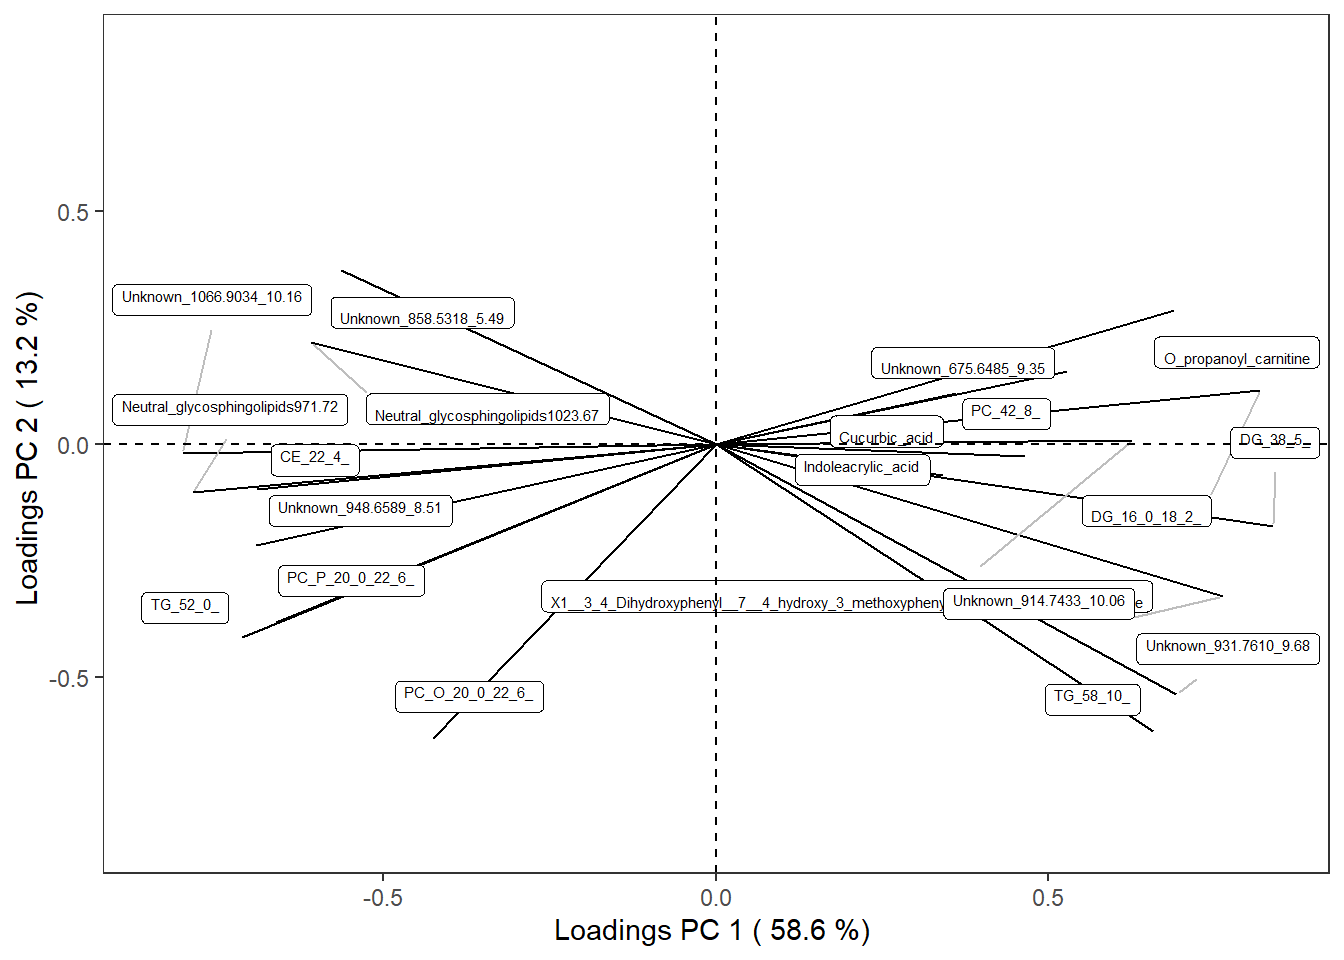 0.5
Unknown_1066.9034_10.16
Unknown_858.5318_5.49
O_propanoyl_carnitine
Unknown_675.6485_9.35
Neutral_glycosphingolipids971.72
Neutral_glycosphingolipids1023.67
PC_42_8_
Cucurbic_acid
DG_38_5_
0.0
CE_22_4_
Indoleacrylic_acid
Unknown_948.6589_8.51
DG_16_0_18_2_
PC_P_20_0_22_6_
TG_52_0_
X1__3_4_Dihydroxyphenyl__7__4_hydroxy_3_methoxypheny
e
Unknown_914.7433_10.06
Unknown_931.7610_9.68
-0.5
PC_O_20_0_22_6_
TG_58_10_
-0.5
0.0
0.5
Loadings PC 1 ( 58.6 %)
Loadings PC 2 ( 13.2 %)